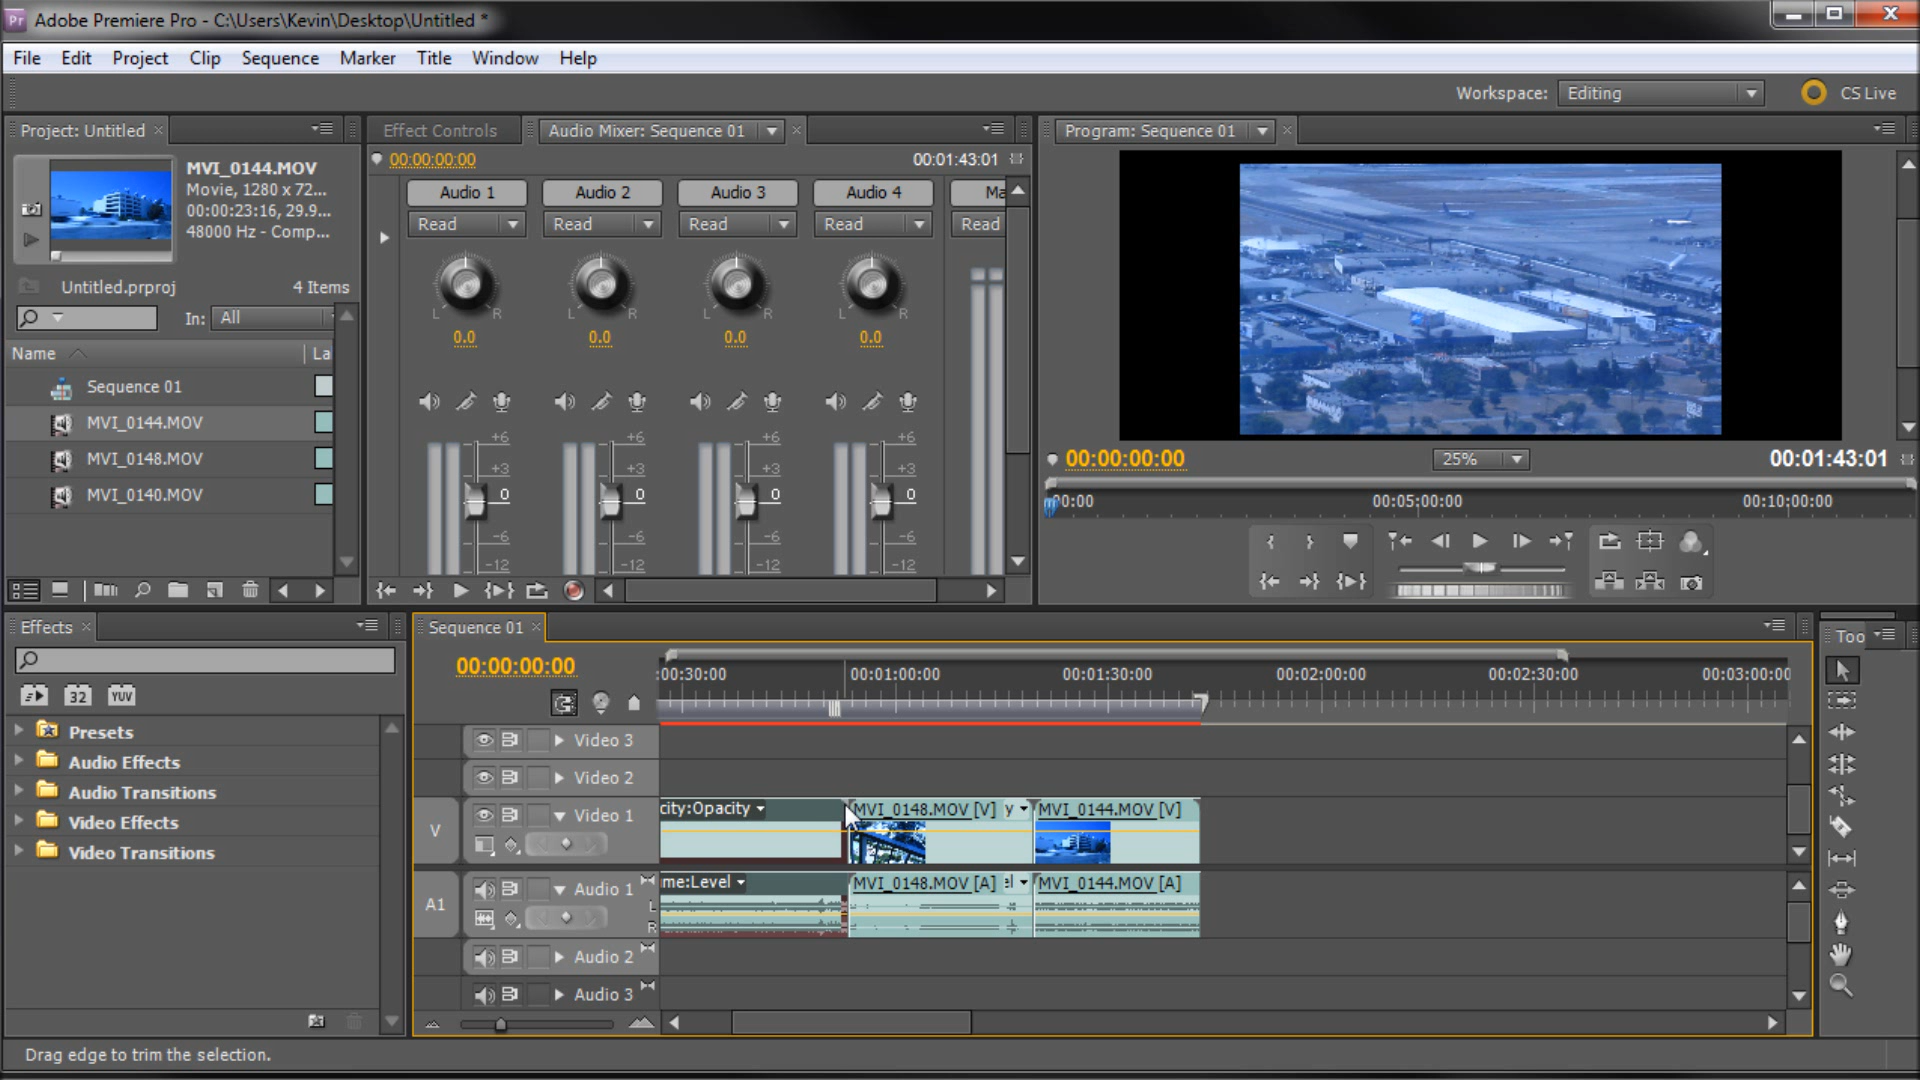 Pr Adobe Premiere Pro - C:\Users\Kevin\Desktop\Untitled *
File Edit Project Clip Sequence Marker Title Window Help
Workspace: Editing CS Live
Project: Untitled
MVI_0144.MOV
Movie, 1280 x 72...
00:00:23:16, 29.9...
48000 Hz - Comp...
Untitled.prproj 4 Items
In: All
Name La
Sequence 01
MVI_0144.MOV
MVI_0148.MOV
MVI_0140.MOV
Effect Controls Audio Mixer: Sequence 01
00:00:00:00 00:01:43:01
Audio 1 Audio 2 Audio 3 Audio 4 Ma
Read Read Read Read Read
L R L R L R L R
0.0 0.0 0.0 0.0
+6 +6 +6 +6
+3 +3 +3 +3
0 0 0 0
-6 -6 -6 -6
-12 -12 -12 -12
Program: Sequence 01
00:00:00:00 25% 00:01:43:01
00:00 00:05:00:00 00:10:00:00
Effects
32 YUV
Presets
Audio Effects
Audio Transitions
Video Effects
Video Transitions
Sequence 01
00:00:00:00 :00:30:00 00:01:00:00 00:01:30:00 00:02:00:00 00:02:30:00 00:03:00:00
Video 3
Video 2
V Video 1 city:Opacity MVI_0148.MOV [V] y MVI_0144.MOV [V]
A1 Audio 1 L R me:Level MVI_0148.MOV [A] el MVI_0144.MOV [A]
Audio 2
Audio 3
Too
Drag edge to trim the selection.